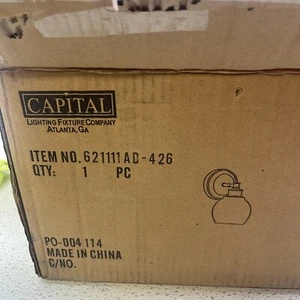 CAPITAL
LIGHTING FIXTURE COMPANY
ATLANTA, GA
ITEM NO. 621111AD-426
QTY: 1 PC
PO-004114
MADE IN CHINA
C/NO.